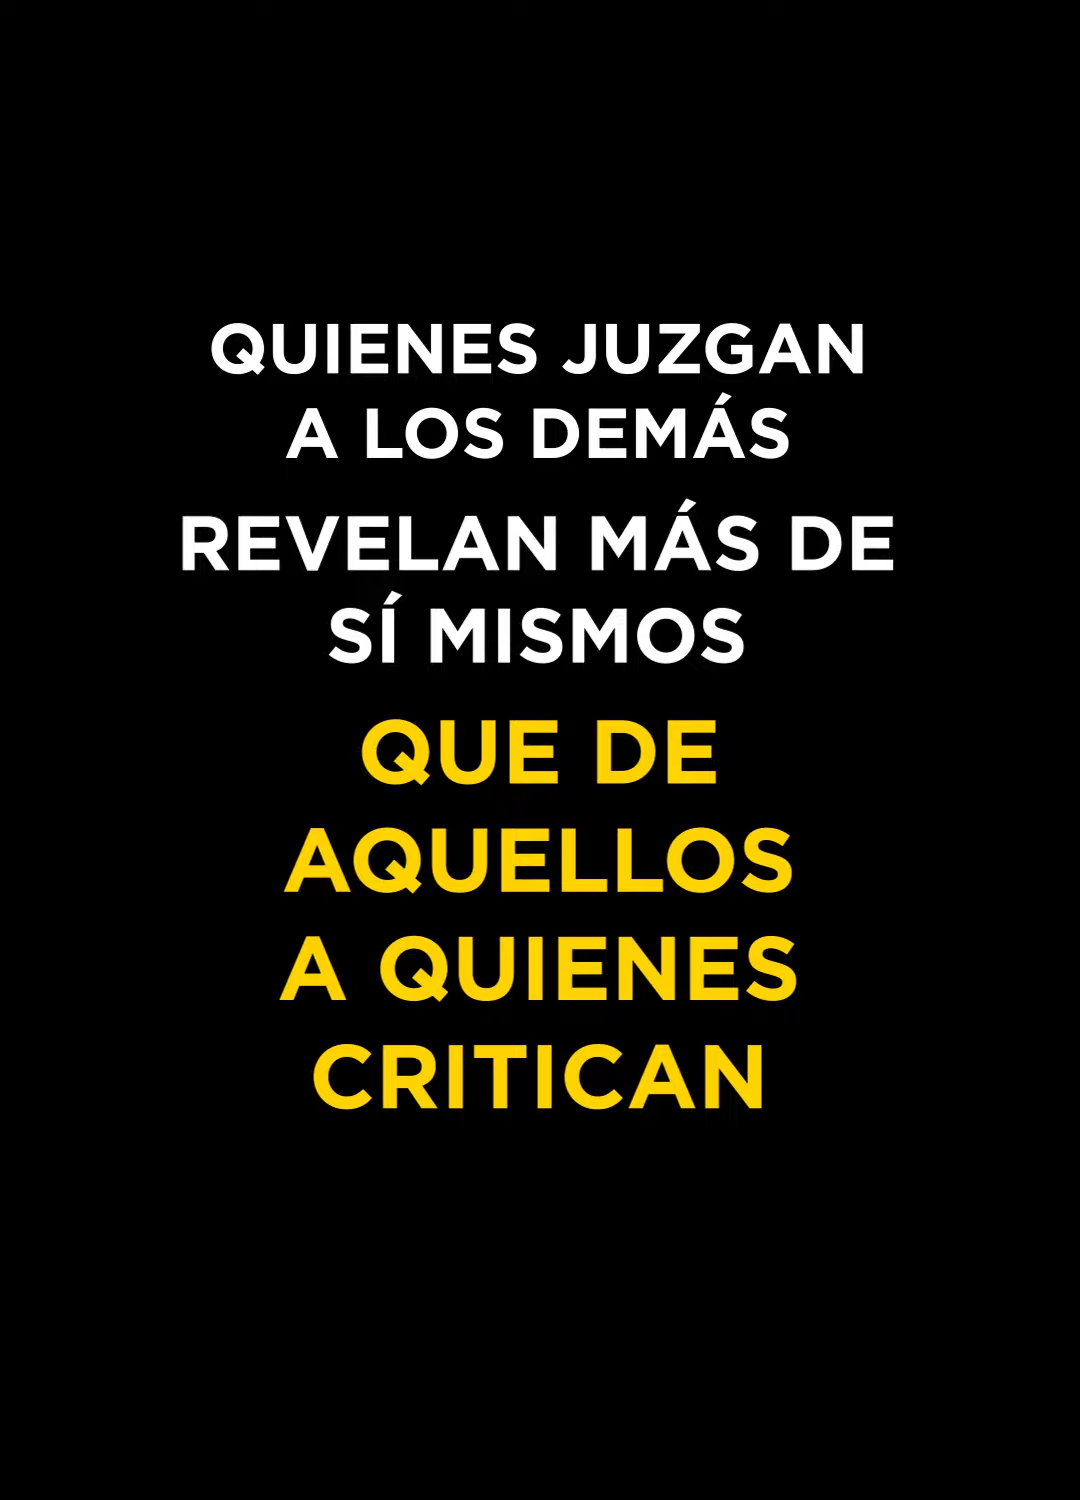 QUIENES JUZGAN
A LOS DEMÁS
REVELAN MÁS DE
SÍ MISMOS
QUE DE
AQUELLOS
A QUIENES
CRITICAN